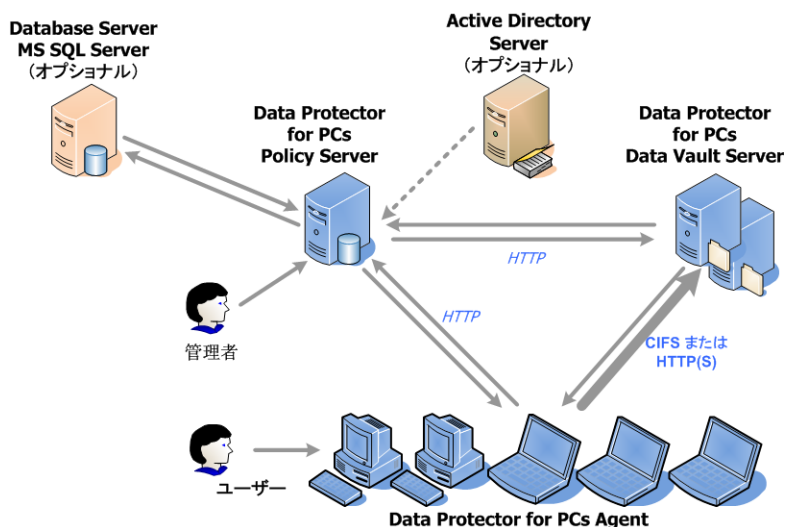 Database Server
MS SQL Server
(オプショナル)
Active Directory
Server
(オプショナル)
Data Protector
for PCs
Policy Server
Data Protector
for PCs
Data Vault Server
HTTP
HTTP
CIFS または
HTTP(S)
管理者
ユーザー
Data Protector for PCs Agent